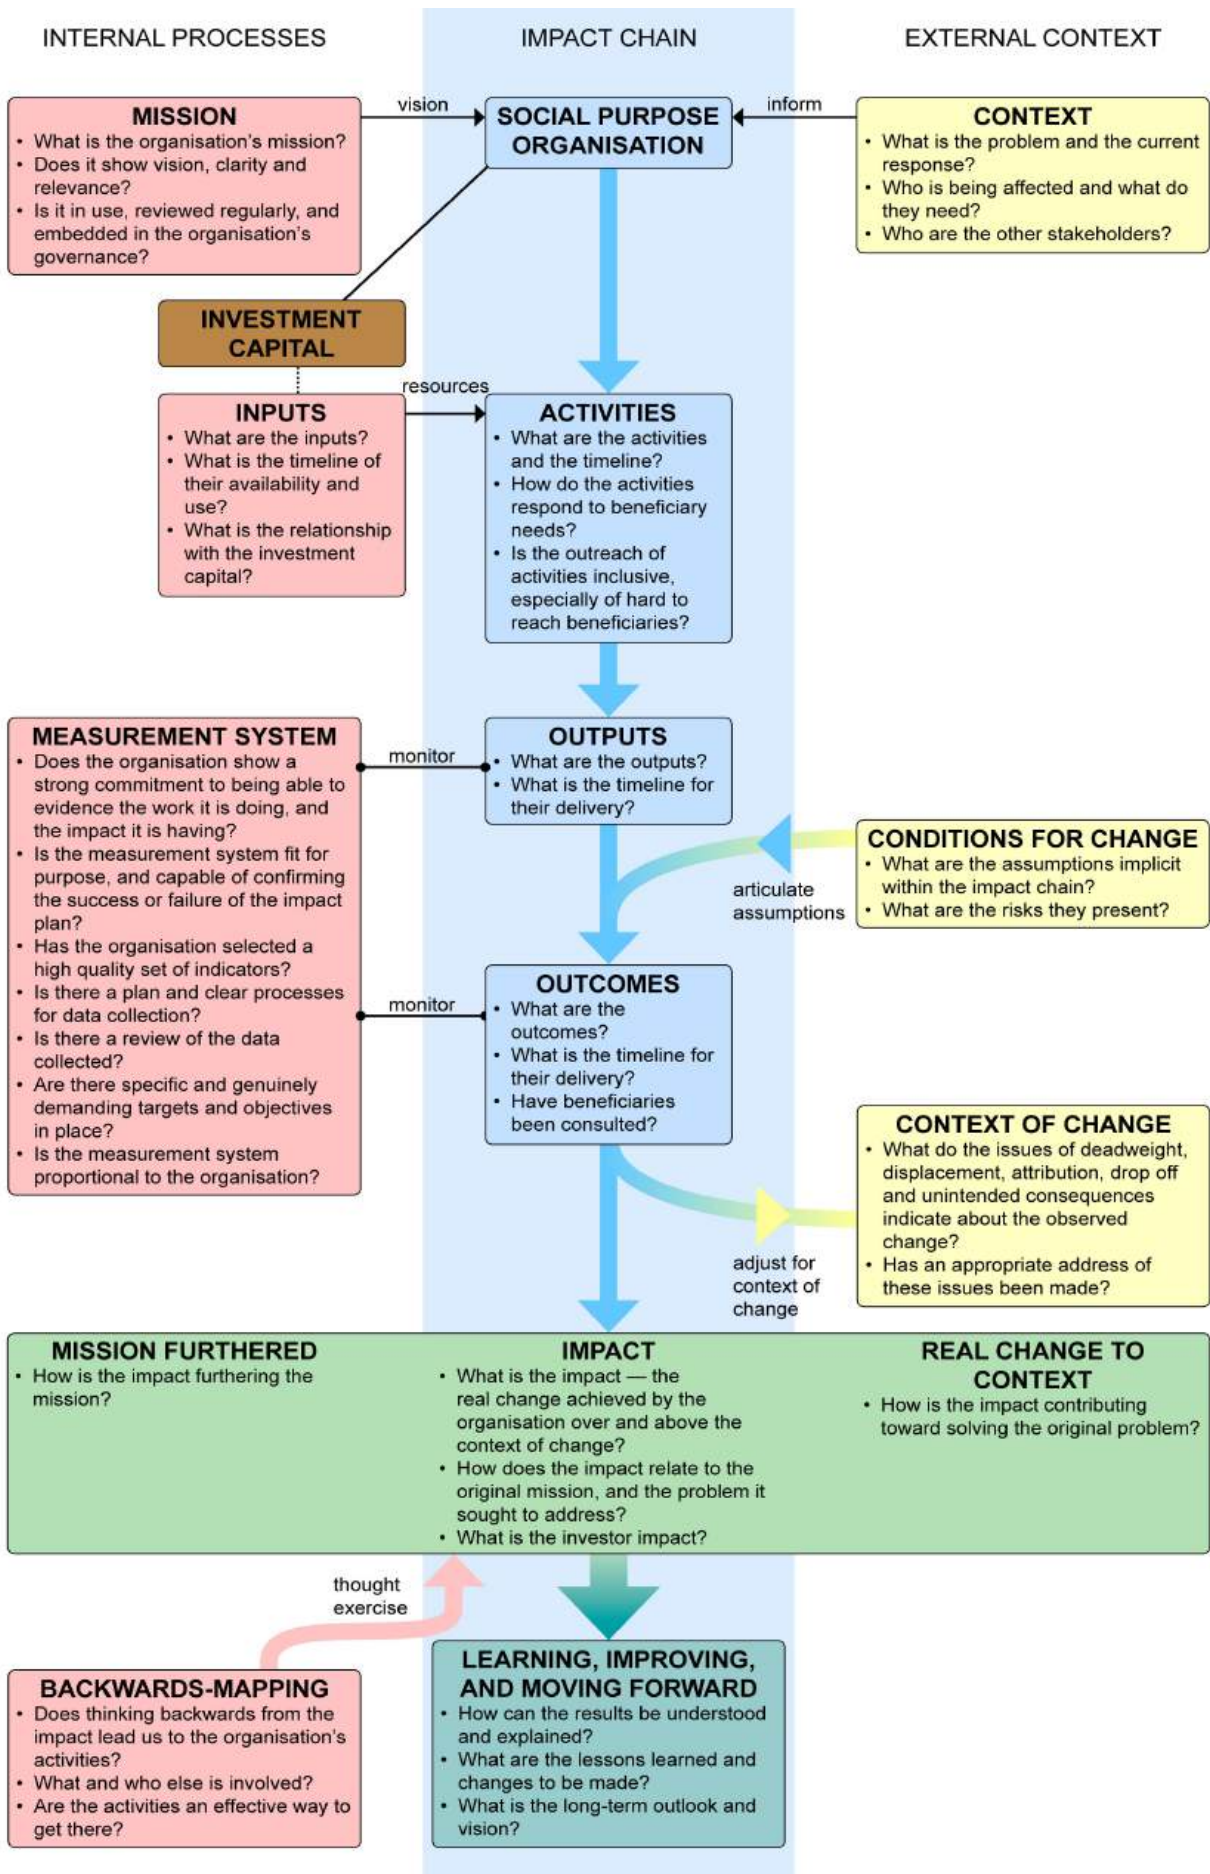 INTERNAL PROCESSES
IMPACT CHAIN
EXTERNAL CONTEXT
MISSION
• What is the organisation's mission?
• Does it show vision, clarity and
relevance?
• Is it in use, reviewed regularly, and
embedded in the organisation's
governance?
vision
SOCIAL PURPOSE
ORGANISATION
inform
CONTEXT
• What is the problem and the current
response?
• Who is being affected and what do
they need?
• Who are the other stakeholders?
INVESTMENT
CAPITAL
resources
INPUTS
• What are the inputs?
• What is the timeline of
their availability and
use?
• What is the relationship
with the investment
capital?
ACTIVITIES
• What are the activities
and the timeline?
• How do the activities
respond to beneficiary
needs?
• Is the outreach of
activities inclusive,
especially of hard to
reach beneficiaries?
MEASUREMENT SYSTEM
• Does the organisation show a
strong commitment to being able to
evidence the work it is doing, and
the impact it is having?
• Is the measurement system fit for
purpose, and capable of confirming
the success or failure of the impact
plan?
• Has the organisation selected a
high quality set of indicators?
• Is there a plan and clear processes
for data collection?
• Is there a review of the data
collected?
• Are there specific and genuinely
demanding targets and objectives
in place?
• Is the measurement system
proportional to the organisation?
monitor
OUTPUTS
• What are the outputs?
• What is the timeline for
their delivery?
articulate
assumptions
CONDITIONS FOR CHANGE
• What are the assumptions implicit
within the impact chain?
• What are the risks they present?
monitor
OUTCOMES
• What are the
outcomes?
• What is the timeline for
their delivery?
• Have beneficiaries
been consulted?
adjust for
context of
change
CONTEXT OF CHANGE
• What do the issues of deadweight,
displacement, attribution, drop off
and unintended consequences
indicate about the observed
change?
• Has an appropriate address of
these issues been made?
MISSION FURTHERED
• How is the impact furthering the
mission?
IMPACT
• What is the impact — the
real change achieved by the
organisation over and above the
context of change?
• How does the impact relate to the
original mission, and the problem it
sought to address?
• What is the investor impact?
REAL CHANGE TO
CONTEXT
• How is the impact contributing
toward solving the original problem?
thought
exercise
BACKWARDS-MAPPING
• Does thinking backwards from the
impact lead us to the organisation's
activities?
• What and who else is involved?
• Are the activities an effective way to
get there?
LEARNING, IMPROVING,
AND MOVING FORWARD
• How can the results be understood
and explained?
• What are the lessons learned and
changes to be made?
• What is the long-term outlook and
vision?